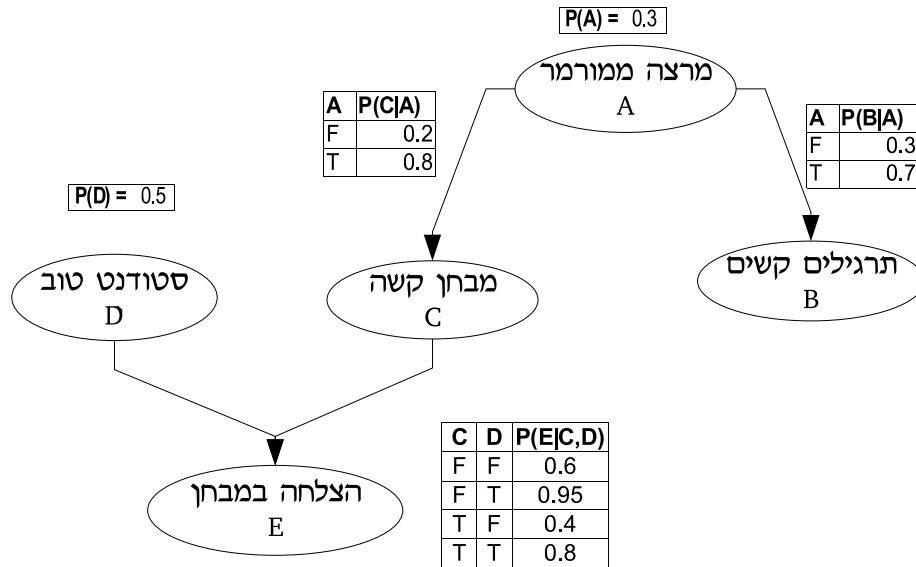 P(A) = 0.3
מרצה ממורמר
A
A P(C|A)
F 0.2
T 0.8
A P(B|A)
F 0.3
T 0.7
P(D) = 0.5
סטודנט טוב
D
מבחן קשה
C
תרגילים קשים
B
C D P(E|C,D)
F F 0.6
F T 0.95
T F 0.4
T T 0.8
הצלחה במבחן
E